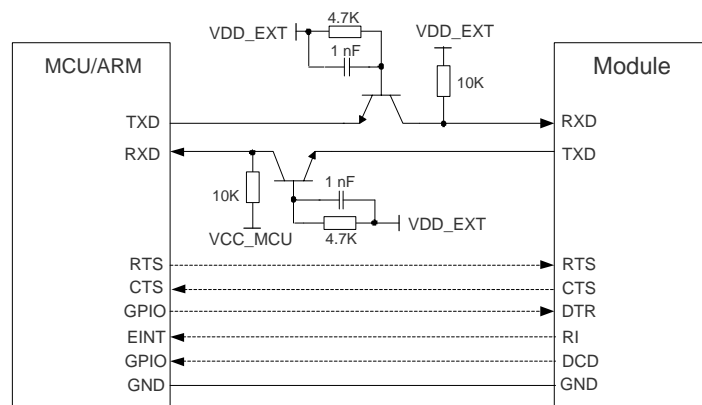 4.7K
VDD_EXT
VDD_EXT
1 nF
MCU/ARM
Module
10K
TXD
RXD
RXD
TXD
1 nF
10K
4.7K
VDD_EXT
VCC_MCU
RTS
RTS
CTS
CTS
GPIO
DTR
EINT
RI
GPIO
DCD
GND
GND